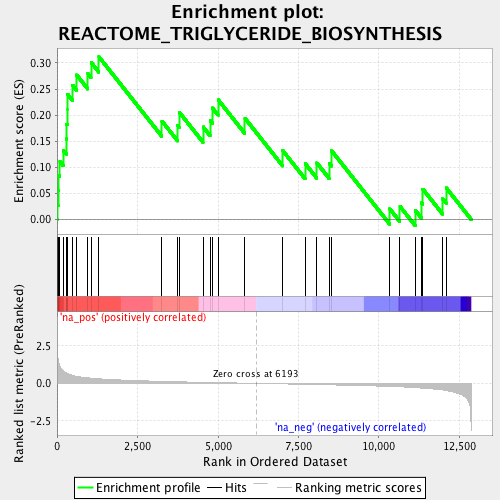 Enrichment plot:
REACTOME_TRIGLYCERIDE_BIOSYNTHESIS
Enrichment score (ES)
0.30
0.25
0.20
0.15
0.10
0.05
0.00
'na_pos' (positively correlated)
Ranked list metric (PreRanked)
2.5
0.0
-2.5
Zero cross at 6193
'na_neg' (negatively correlated)
0
2,500
5,000
7,500
10,000
12,500
Rank in Ordered Dataset
Enrichment profile
Hits
Ranking metric scores